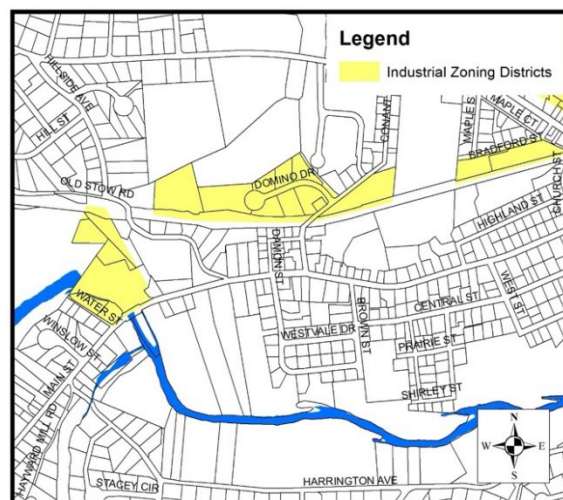 Legend
Industrial Zoning Districts
HILLSIDE AVE
HILL ST
OLD STOW RD
DOMINO DR
CONANT
MAPLE S
MAPLE CT
BRADFORD ST
CHURCH ST
HIGHLAND ST
WEST ST
DAMON ST
CENTRAL ST
WESTVALE DR
BROWN ST
PRAIRIE ST
SHIRLEY ST
WATER ST
WINSLOW ST
MAIN ST
HAYWARD MILL RD
STACEY CIR
HARRINGTON AVE
N
W E
S